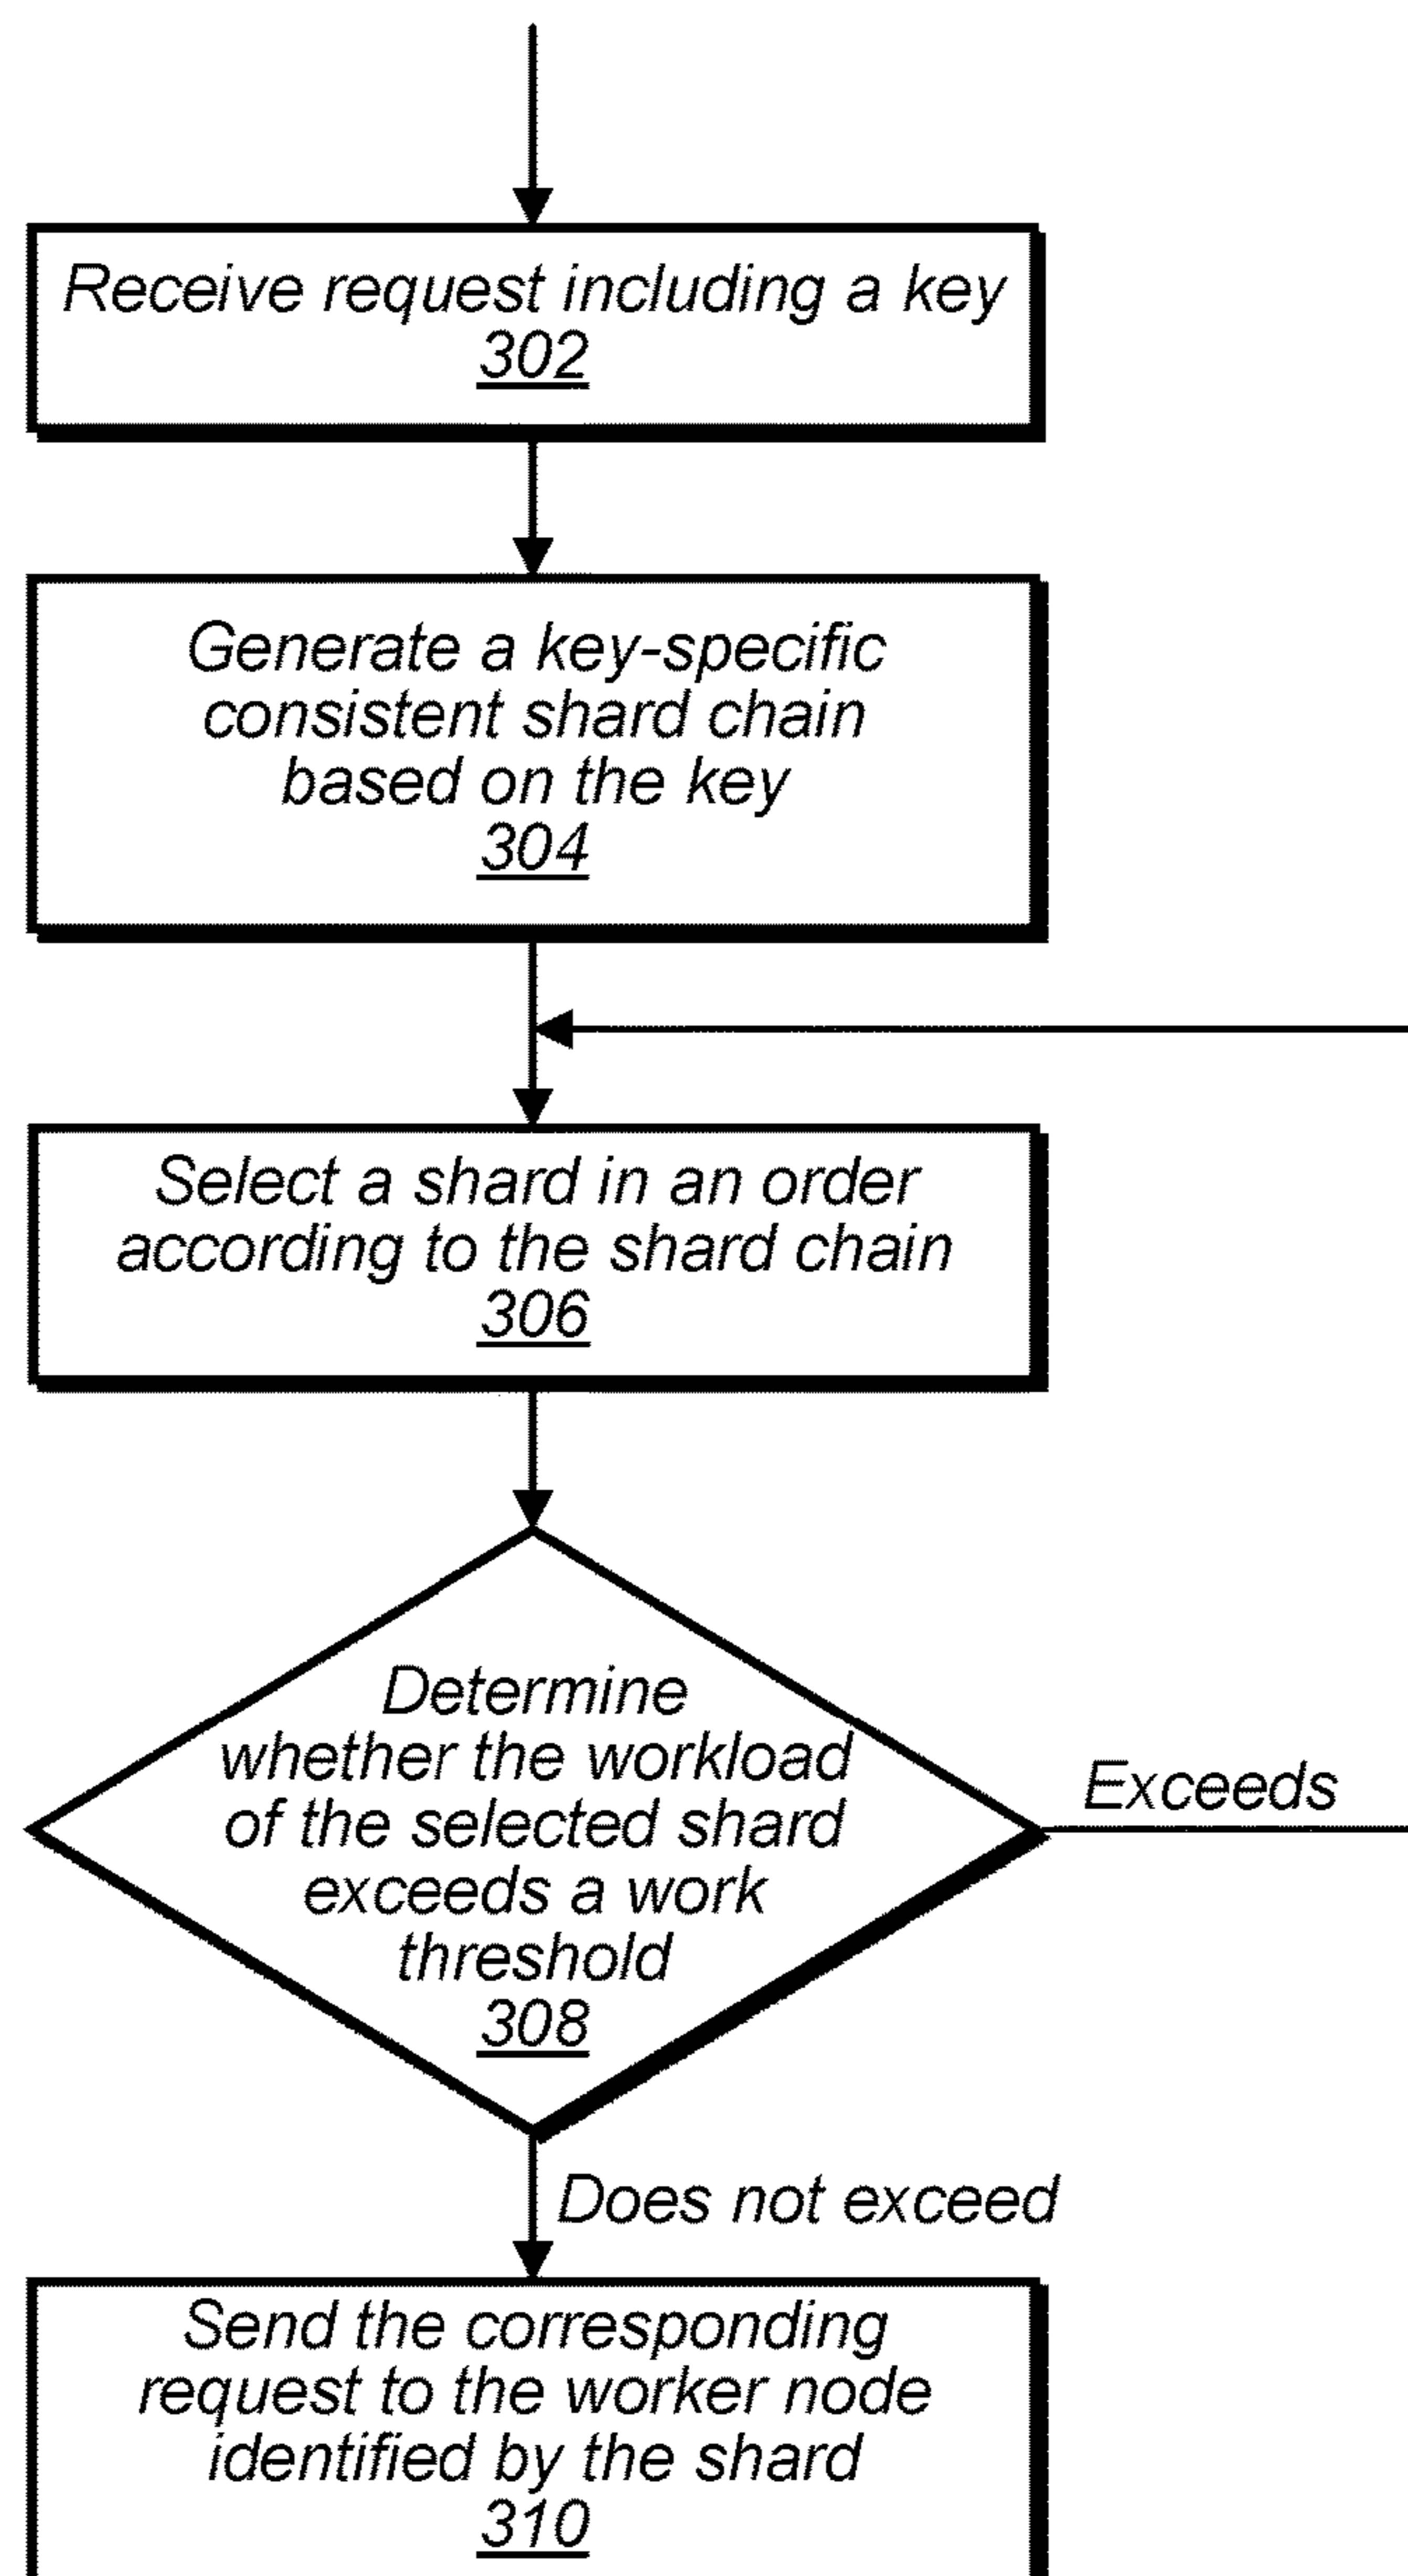 Receive request including a key
302
Generate a key-specific
consistent shard chain
based on the key
304
Select a shard in an order
according to the shard chain
306
Determine
whether the workload
of the selected shard
exceeds a work
threshold
308
Exceeds
Does not exceed
Send the corresponding
request to the worker node
identified by the shard
310